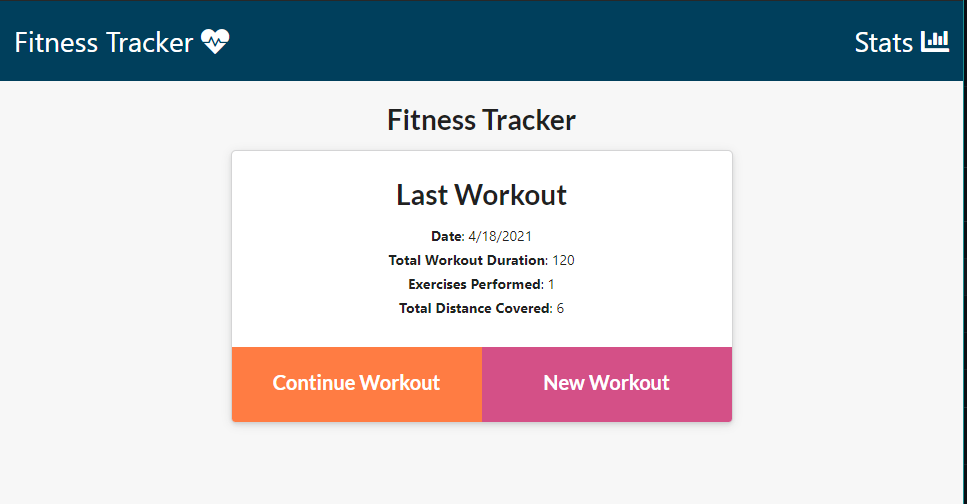 Fitness Tracker
Stats
Fitness Tracker
Last Workout
Date: 4/18/2021
Total Workout Duration: 120
Exercises Performed: 1
Total Distance Covered: 6
Continue Workout
New Workout